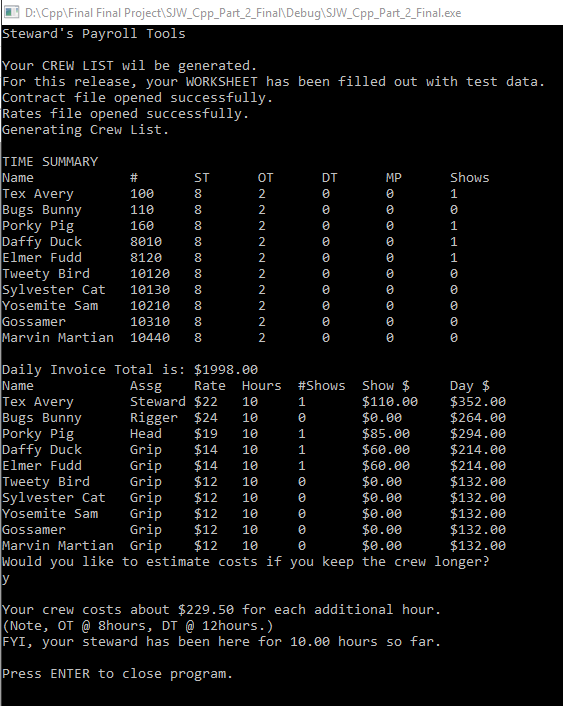 D:\Cpp\Final Final Project\SJW_Cpp_Part_2_Final\Debug\SJW_Cpp_Part_2_Final.exe
Steward's Payroll Tools
Your CREW LIST wil be generated.
For this release, your WORKSHEET has been filled out with test data.
Contract file opened successfully.
Rates file opened successfully.
Generating Crew List.
TIME SUMMARY
Name # ST OT DT MP Shows
Tex Avery 100 8 2 0 0 1
Bugs Bunny 110 8 2 0 0 0
Porky Pig 160 8 2 0 0 1
Daffy Duck 8010 8 2 0 0 1
Elmer Fudd 8120 8 2 0 0 1
Tweety Bird 10120 8 2 0 0 0
Sylvester Cat 10130 8 2 0 0 0
Yosemite Sam 10210 8 2 0 0 0
Gossamer 10310 8 2 0 0 0
Marvin Martian 10440 8 2 0 0 0
Daily Invoice Total is: $1998.00
Name Assg Rate Hours #Shows Show $ Day $
Tex Avery Steward $22 10 1 $110.00 $352.00
Bugs Bunny Rigger $24 10 0 $0.00 $264.00
Porky Pig Head $19 10 1 $85.00 $294.00
Daffy Duck Grip $14 10 1 $60.00 $214.00
Elmer Fudd Grip $14 10 1 $60.00 $214.00
Tweety Bird Grip $12 10 0 $0.00 $132.00
Sylvester Cat Grip $12 10 0 $0.00 $132.00
Yosemite Sam Grip $12 10 0 $0.00 $132.00
Gossamer Grip $12 10 0 $0.00 $132.00
Marvin Martian Grip $12 10 0 $0.00 $132.00
Would you like to estimate costs if you keep the crew longer?
y
Your crew costs about $229.50 for each additional hour.
(Note, OT @ 8hours, DT @ 12hours.)
FYI, your steward has been here for 10.00 hours so far.
Press ENTER to close program.